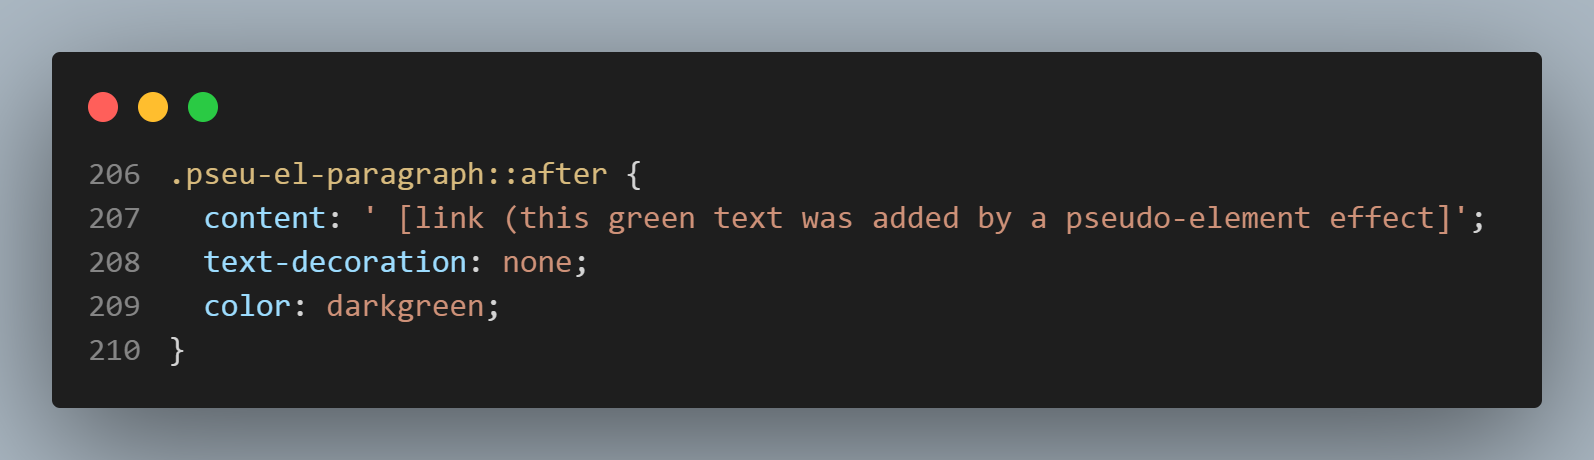 206 .pseu-el-paragraph::after {
207   content: ' [link (this green text was added by a pseudo-element effect]';
208   text-decoration: none;
209   color: darkgreen;
210 }